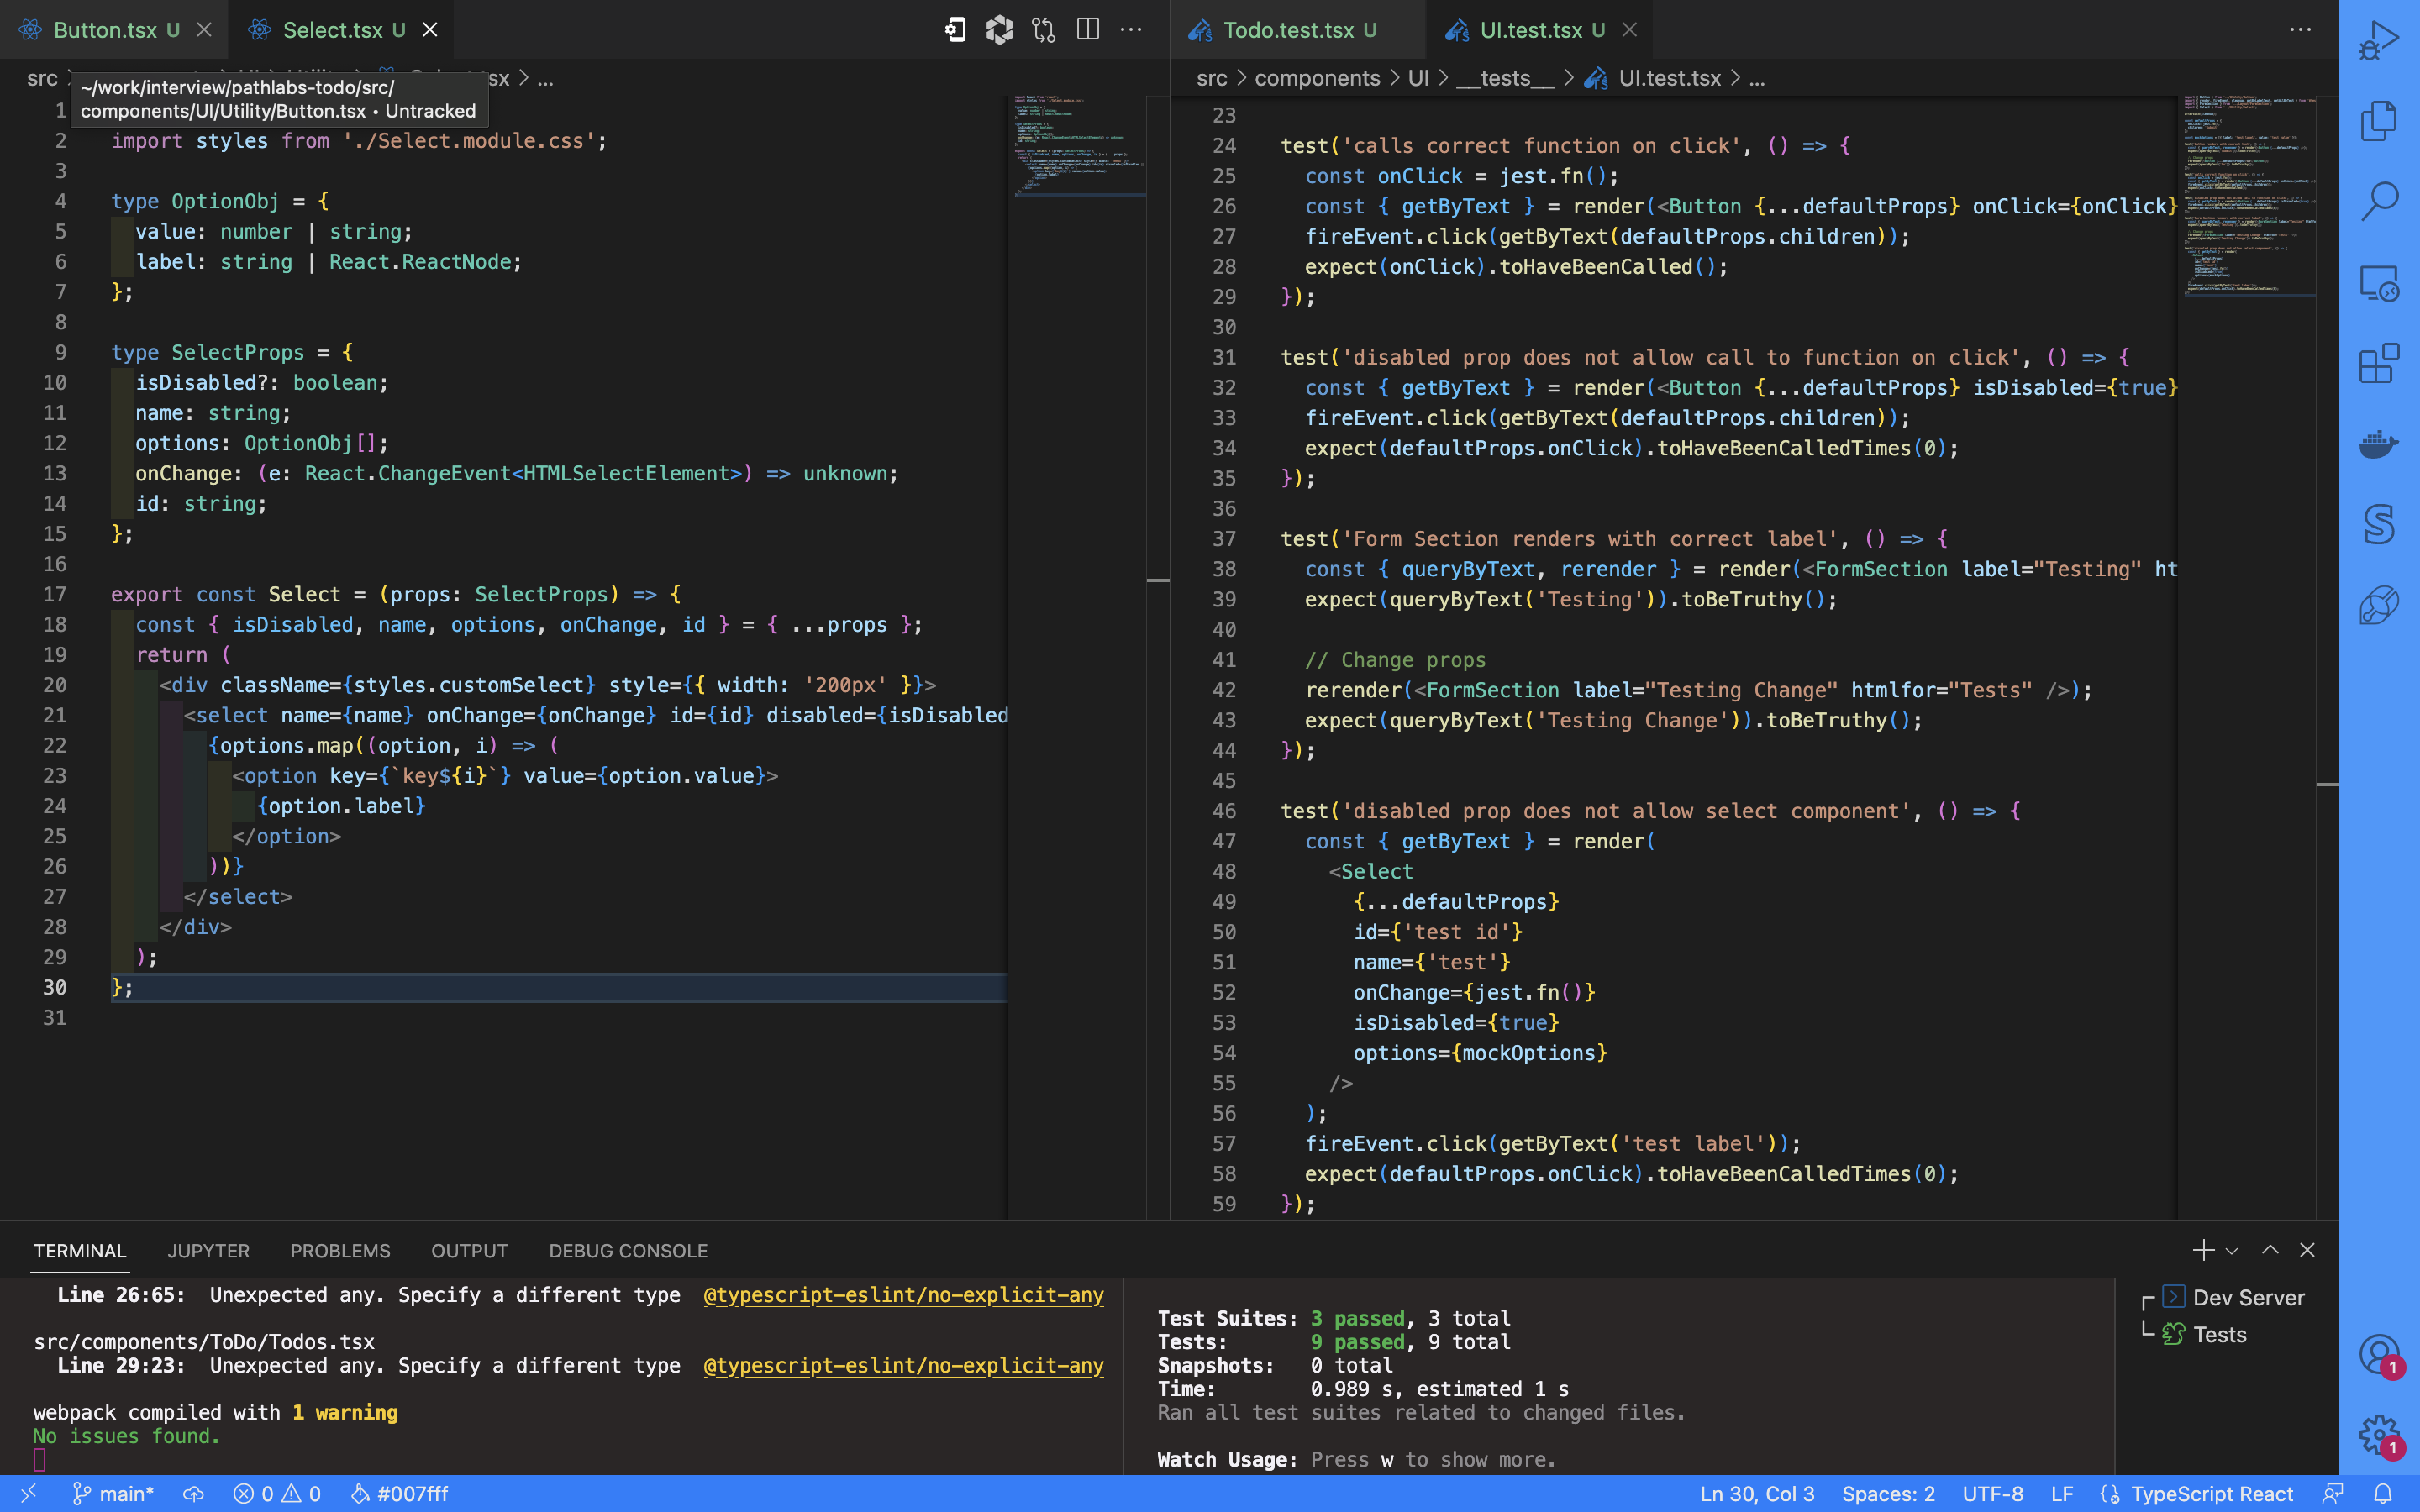 Button.tsx U
Select.tsx U
src
sx > ...
~/work/interview/pathlabs-todo/src/
components/UI/Utility/Button.tsx • Untracked
1
2 import styles from './Select.module.css';
3
4 type OptionObj = {
5 value: number | string;
6 label: string | React.ReactNode;
7 };
8
9 type SelectProps = {
10 isDisabled?: boolean;
11 name: string;
12 options: OptionObj[];
13 onChange: (e: React.ChangeEvent<HTMLSelectElement>) => unknown;
14 id: string;
15 };
16
17 export const Select = (props: SelectProps) => {
18 const { isDisabled, name, options, onChange, id } = { ...props };
19 return (
20 <div className={styles.customSelect} style={{ width: '200px' }}>
21 <select name={name} onChange={onChange} id={id} disabled={isDisabled
22 {options.map((option, i) => (
23 <option key={`key${i}`} value={option.value}>
24 {option.label}
25 </option>
26 ))}
27 </select>
28 </div>
29 );
30 };
31
Todo.test.tsx U
UI.test.tsx U
src > components > UI > __tests__ > UI.test.tsx > ...
23
24 test('calls correct function on click', () => {
25 const onClick = jest.fn();
26 const { getByText } = render(<Button {...defaultProps} onClick={onClick}
27 fireEvent.click(getByText(defaultProps.children));
28 expect(onClick).toHaveBeenCalled();
29 });
30
31 test('disabled prop does not allow call to function on click', () => {
32 const { getByText } = render(<Button {...defaultProps} isDisabled={true}
33 fireEvent.click(getByText(defaultProps.children));
34 expect(defaultProps.onClick).toHaveBeenCalledTimes(0);
35 });
36
37 test('Form Section renders with correct label', () => {
38 const { queryByText, rerender } = render(<FormSection label="Testing" ht
39 expect(queryByText('Testing')).toBeTruthy();
40
41 // Change props
42 rerender(<FormSection label="Testing Change" htmlfor="Tests" />);
43 expect(queryByText('Testing Change')).toBeTruthy();
44 });
45
46 test('disabled prop does not allow select component', () => {
47 const { getByText } = render(
48 <Select
49 {...defaultProps}
50 id={'test id'}
51 name={'test'}
52 onChange={jest.fn()}
53 isDisabled={true}
54 options={mockOptions}
55 />
56 );
57 fireEvent.click(getByText('test label'));
58 expect(defaultProps.onClick).toHaveBeenCalledTimes(0);
59 });
TERMINAL JUPYTER PROBLEMS OUTPUT DEBUG CONSOLE
Line 26:65: Unexpected any. Specify a different type @typescript-eslint/no-explicit-any
src/components/ToDo/Todos.tsx
Line 29:23: Unexpected any. Specify a different type @typescript-eslint/no-explicit-any
webpack compiled with 1 warning
No issues found.
Test Suites: 3 passed, 3 total
Tests: 9 passed, 9 total
Snapshots: 0 total
Time: 0.989 s, estimated 1 s
Ran all test suites related to changed files.
Watch Usage: Press w to show more.
Dev Server
Tests
1
1
main* 0 0 #007fff
Ln 30, Col 3 Spaces: 2 UTF-8 LF TypeScript React